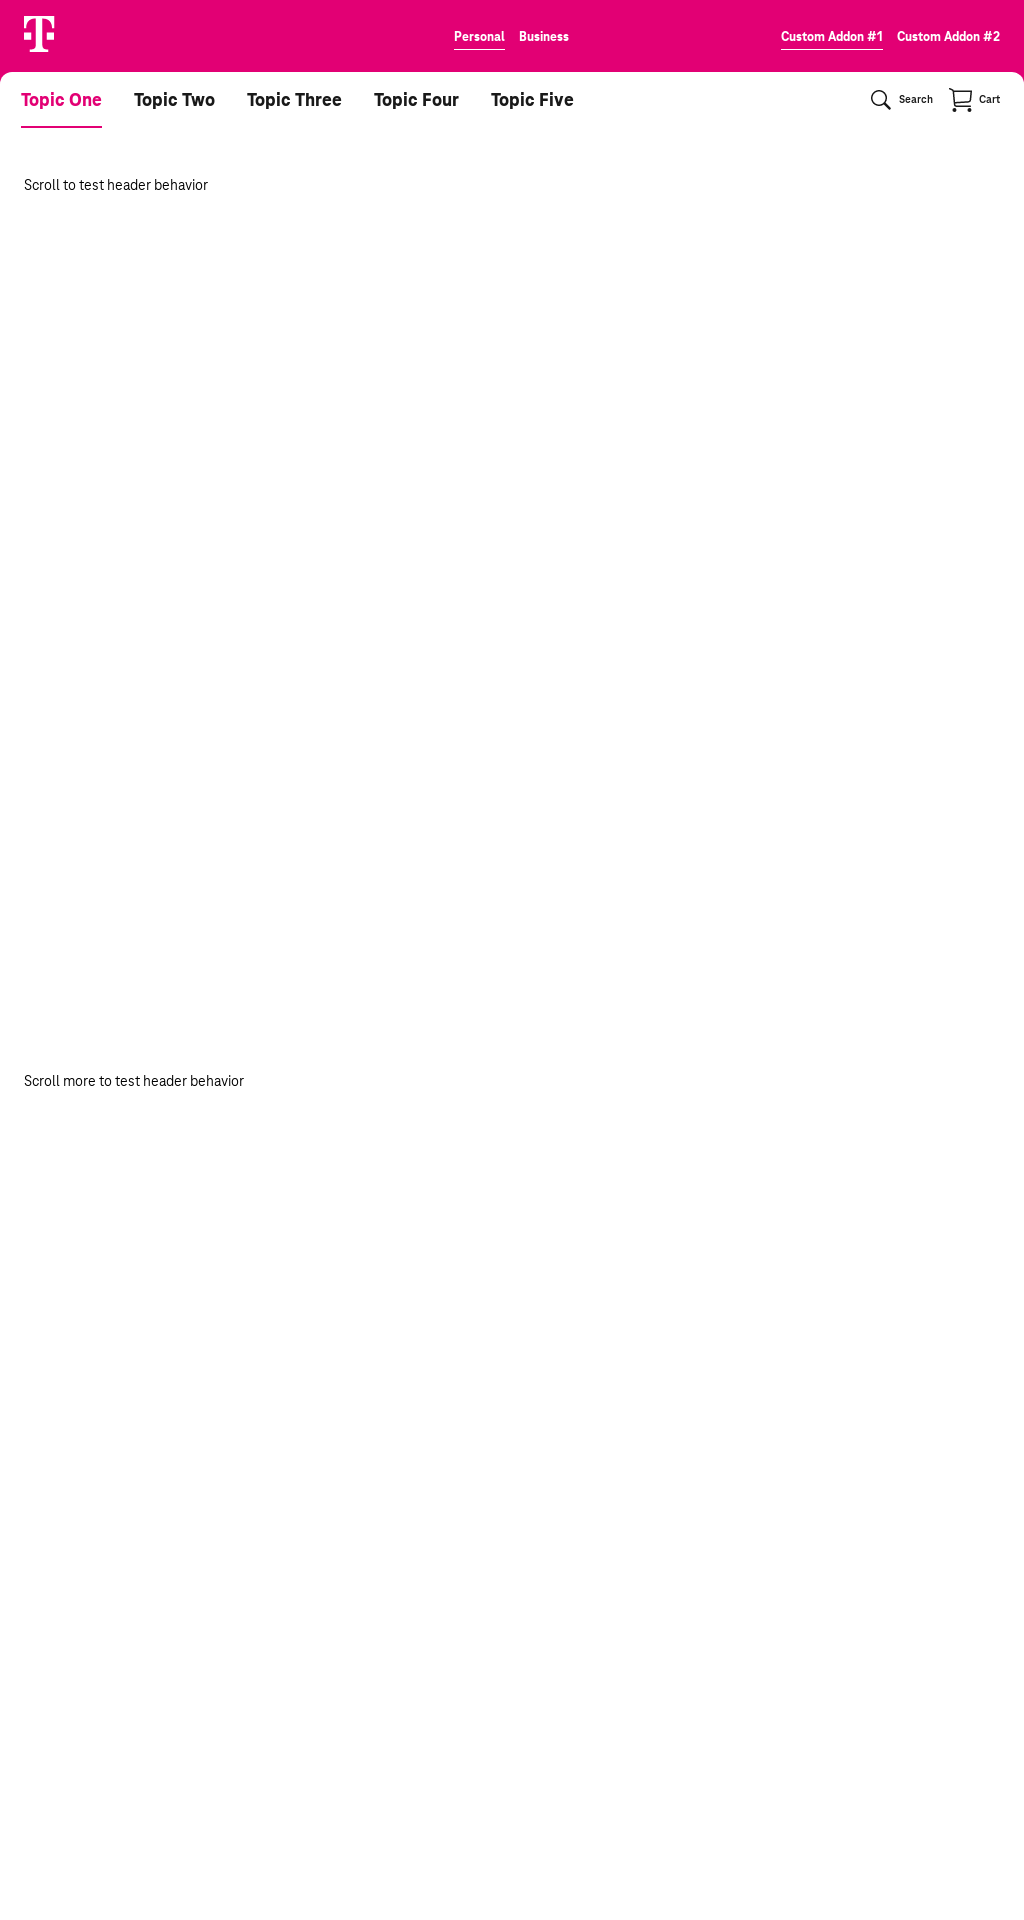 Personal Business Custom Addon #1 Custom Addon #2
Topic One Topic Two Topic Three Topic Four Topic Five Search Cart
Scroll to test header behavior
Scroll more to test header behavior